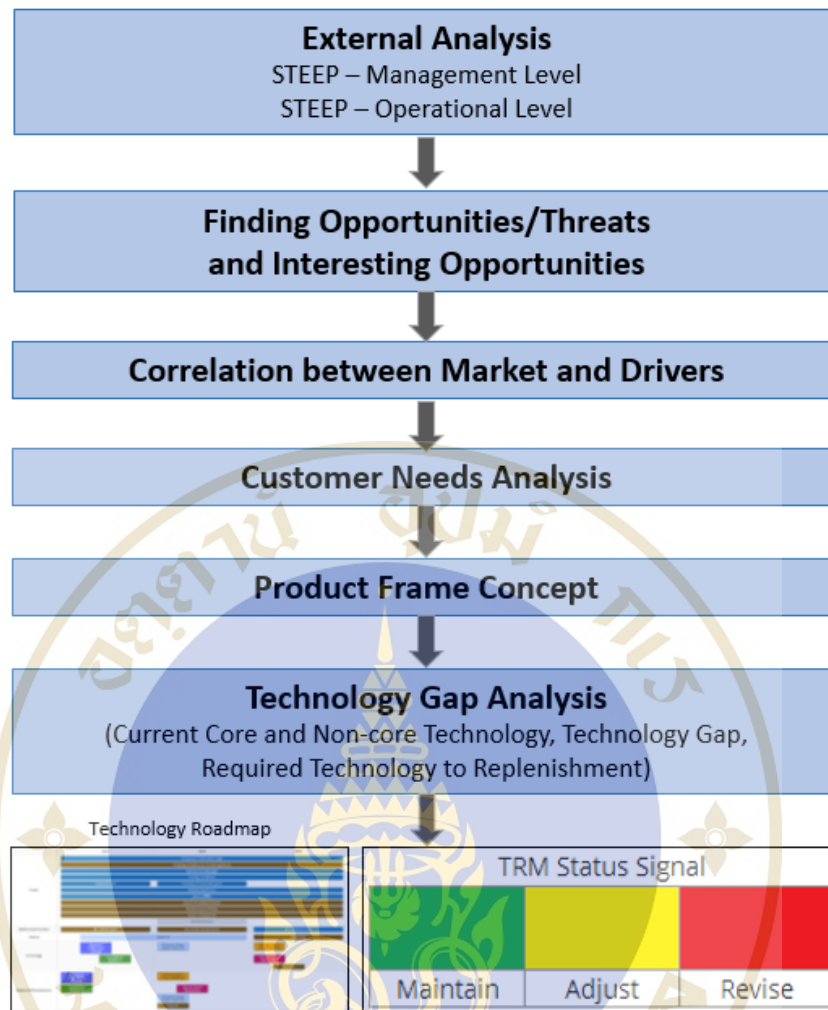 External Analysis
STEEP – Management Level
STEEP – Operational Level
Finding Opportunities/Threats
and Interesting Opportunities
Correlation between Market and Drivers
Customer Needs Analysis
Product Frame Concept
Technology Gap Analysis
(Current Core and Non-core Technology, Technology Gap,
Required Technology to Replenishment)
Technology Roadmap
TRM Status Signal
Maintain
Adjust
Revise